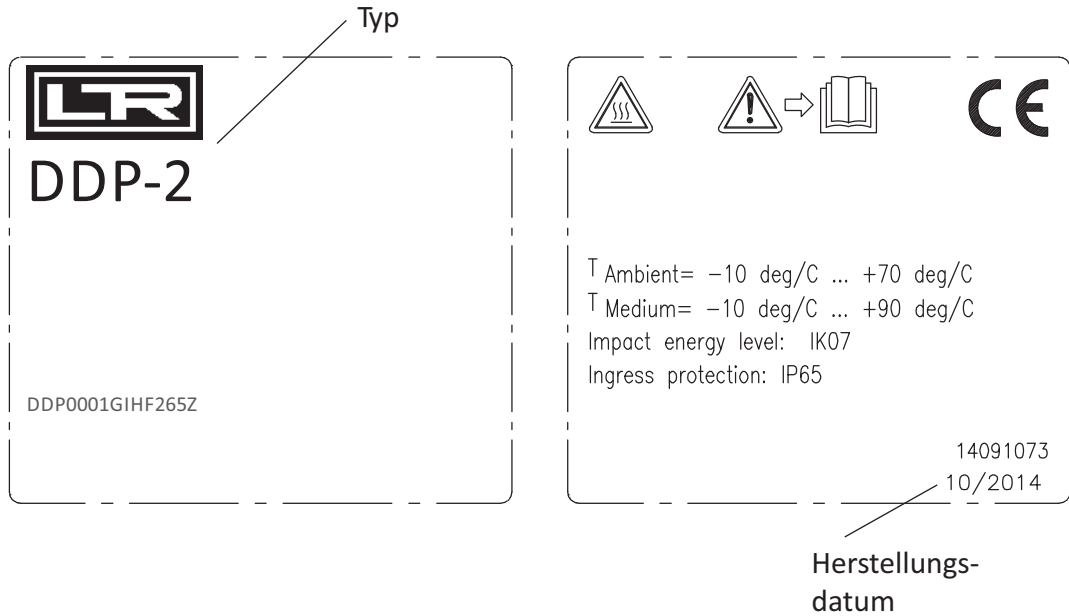 Typ
LTR
DDP-2
DDP0001GIHF265Z
CE
T Ambient= -10 deg/C ... +70 deg/C
T Medium= -10 deg/C ... +90 deg/C
Impact energy level: IK07
Ingress protection: IP65
14091073
10/2014
Herstellungs-
datum